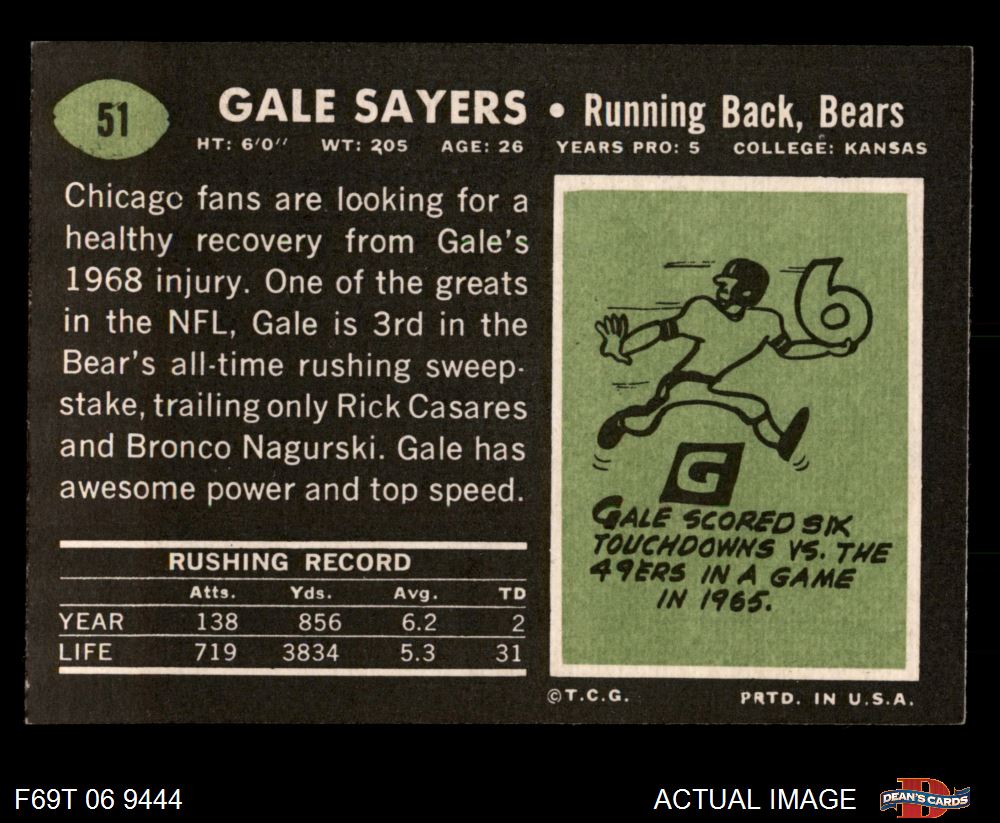 51
GALE SAYERS • Running Back, Bears
HT: 6'0'' WT: 205 AGE: 26 YEARS PRO: 5 COLLEGE: KANSAS
Chicago fans are looking for a
healthy recovery from Gale's
1968 injury. One of the greats
in the NFL, Gale is 3rd in the
Bear's all-time rushing sweep-
stake, trailing only Rick Casares
and Bronco Nagurski. Gale has
awesome power and top speed.
RUSHING RECORD
Atts. Yds. Avg. TD
YEAR 138 856 6.2 2
LIFE 719 3834 5.3 31
6
G
GALE SCORED SIX
TOUCHDOWNS VS. THE
49ERS IN A GAME
IN 1965.
©T.C.G. PRTD. IN U.S.A.
F69T 06 9444
ACTUAL IMAGE
D
DEAN'S CARDS